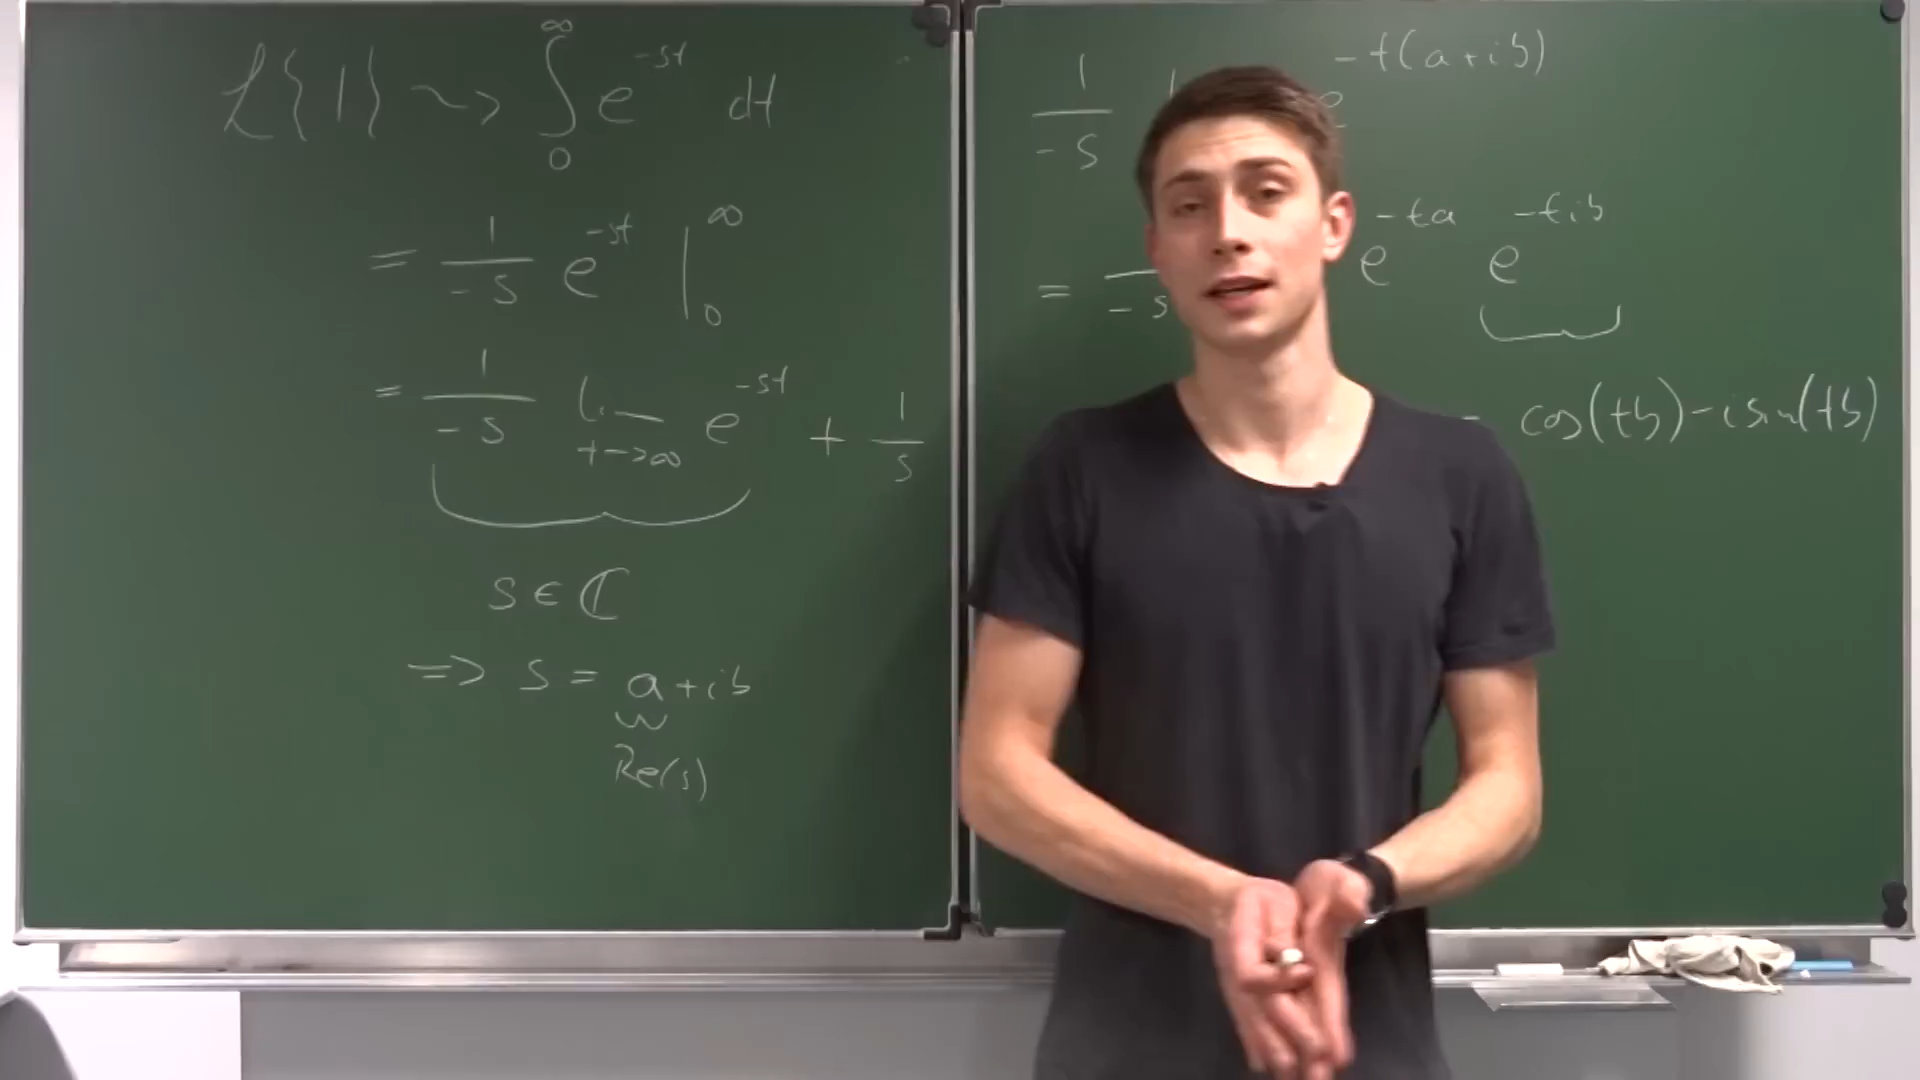 ℒ{1} ~> ∫₀^∞ e^{-st} dt
= 1/-s e^{-st} |₀^∞
= 1/-s lim_{t->∞} e^{-st} + 1/s
s ∈ ℂ
=> s = a+ib
Re(s)
1/-s e^{-t(a+ib)}
= /-s e^{-ta} e^{-tib}
= cos(tb)-isin(tb)